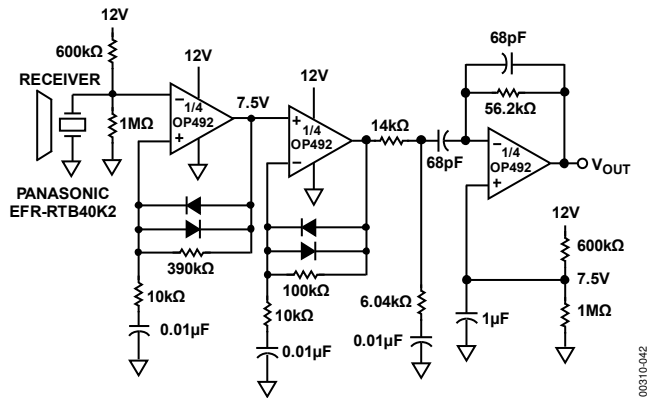 12V
600kΩ
RECEIVER
1MΩ
PANASONIC
EFR-RTB40K2
12V
–
1/4
OP492
+
7.5V
390kΩ
10kΩ
0.01µF
12V
+
1/4
OP492
–
100kΩ
10kΩ
0.01µF
14kΩ
68pF
6.04kΩ
0.01µF
68pF
56.2kΩ
–
1/4
OP492
+
VOUT
12V
600kΩ
7.5V
1µF
1MΩ
00310-042